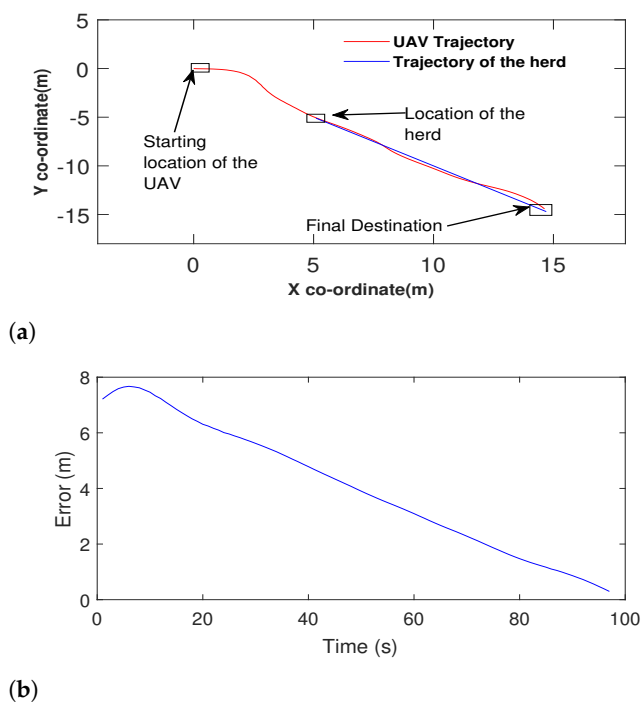 5
0
-5
-10
-15
Y co-ordinate(m)
UAV Trajectory
Trajectory of the herd
Starting
location of the
UAV
Location of the
herd
Final Destination
0
5
10
15
X co-ordinate(m)
(a)
8
6
4
2
0
Error (m)
0
20
40
60
80
100
Time (s)
(b)